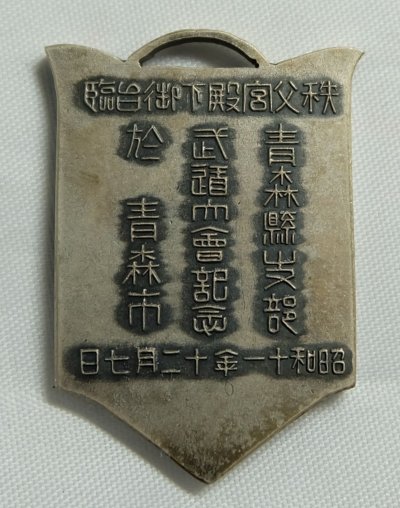 秩父宮殿下御台臨
青森縣支部
武道大會記念
於 青森市
昭和十一年十二月七日